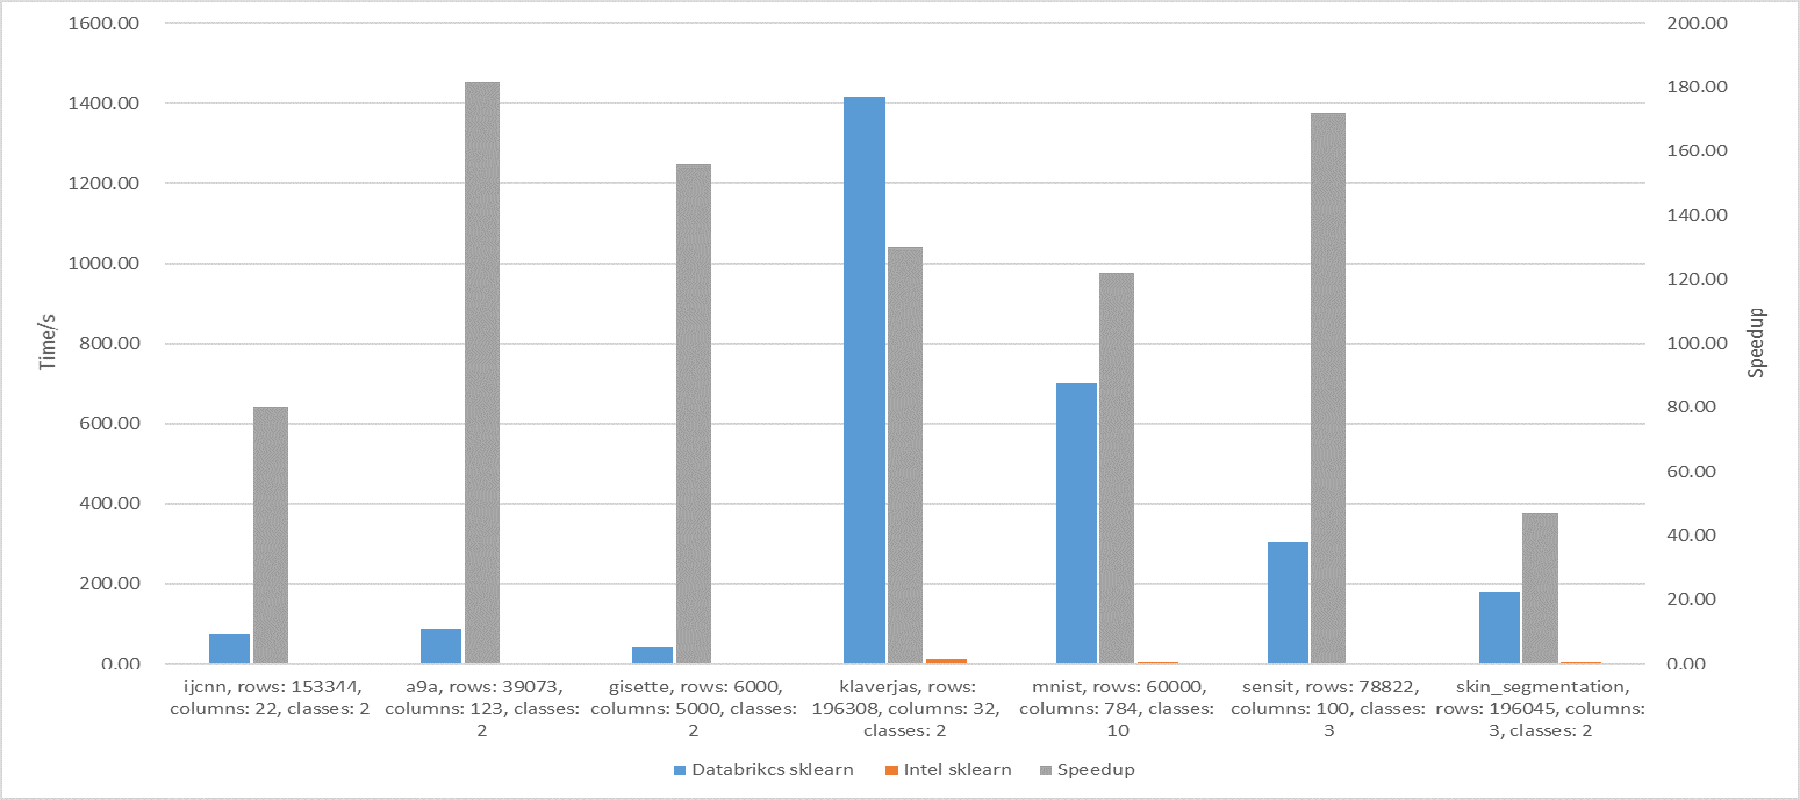 1600.00
1400.00
1200.00
1000.00
800.00
600.00
400.00
200.00
0.00
Time/s
200.00
180.00
160.00
140.00
120.00
100.00
80.00
60.00
40.00
20.00
0.00
Speedup
ijcnn, rows: 153344,
columns: 22, classes: 2
a9a, rows: 39073,
columns: 123, classes:
2
gisette, rows: 6000,
columns: 5000, classes:
2
klaverjas, rows:
196308, columns: 32,
classes: 2
mnist, rows: 60000,
columns: 784, classes:
10
sensit, rows: 78822,
columns: 100, classes:
3
skin_segmentation,
rows: 196045, columns:
3, classes: 2
Databrikcs sklearn
Intel sklearn
Speedup